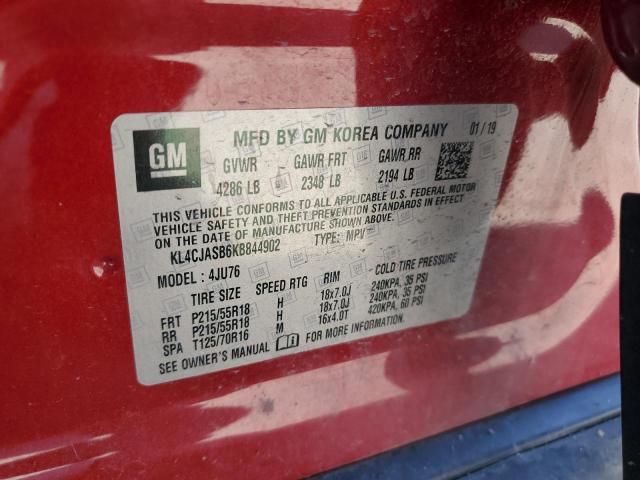 GM
MFD BY GM KOREA COMPANY 01/19
GVWR GAWR FRT GAWR RR
4286 LB 2348 LB 2194 LB
THIS VEHICLE CONFORMS TO ALL APPLICABLE U.S. FEDERAL MOTOR
VEHICLE SAFETY AND THEFT PREVENTION STANDARDS IN EFFECT
ON THE DATE OF MANUFACTURE SHOWN ABOVE.
KL4CJASB6KB844902 TYPE: MPV
MODEL: 4JU76
TIRE SIZE SPEED RTG RIM COLD TIRE PRESSURE
FRT P215/55R18 H 18x7.0J 240KPA, 35 PSI
RR P215/55R18 H 18x7.0J 240KPA, 35 PSI
SPA T125/70R16 M 16x4.0T 420KPA, 60 PSI
SEE OWNER'S MANUAL FOR MORE INFORMATION.